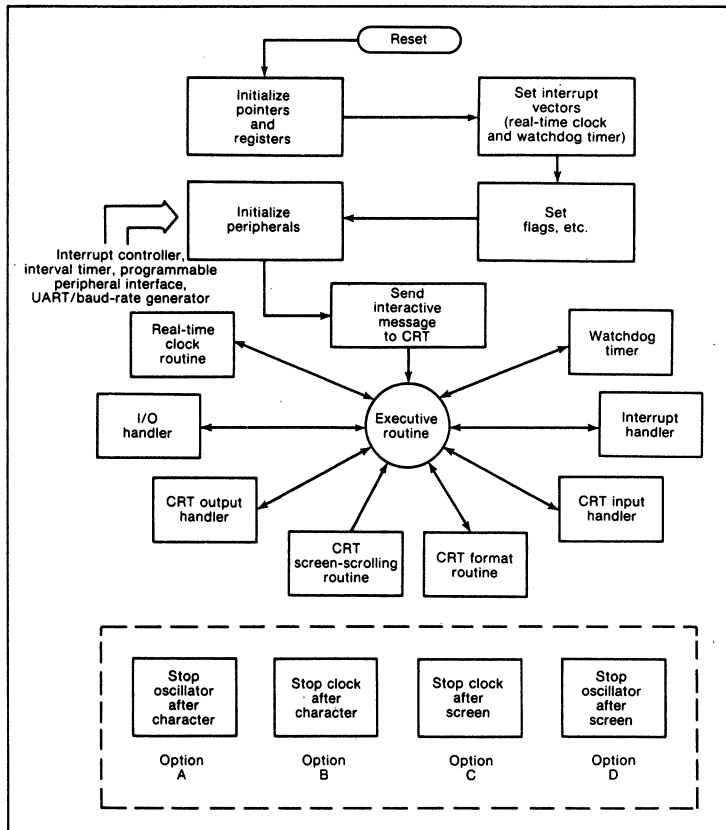 Reset
Initialize
pointers
and
registers
Set interrupt
vectors
(real-time clock
and watchdog timer)
Initialize
peripherals
Set
flags, etc.
Interrupt controller,
interval timer, programmable
peripheral interface,
UART/baud-rate generator
Send
interactive
message
to CRT
Real-time
clock
routine
Watchdog
timer
I/O
handler
Executive
routine
Interrupt
handler
CRT output
handler
CRT
screen-scrolling
routine
CRT format
routine
CRT input
handler
Stop
oscillator
after
character
Stop clock
after
character
Stop clock
after
screen
Stop
oscillator
after
screen
Option
A
Option
B
Option
C
Option
D